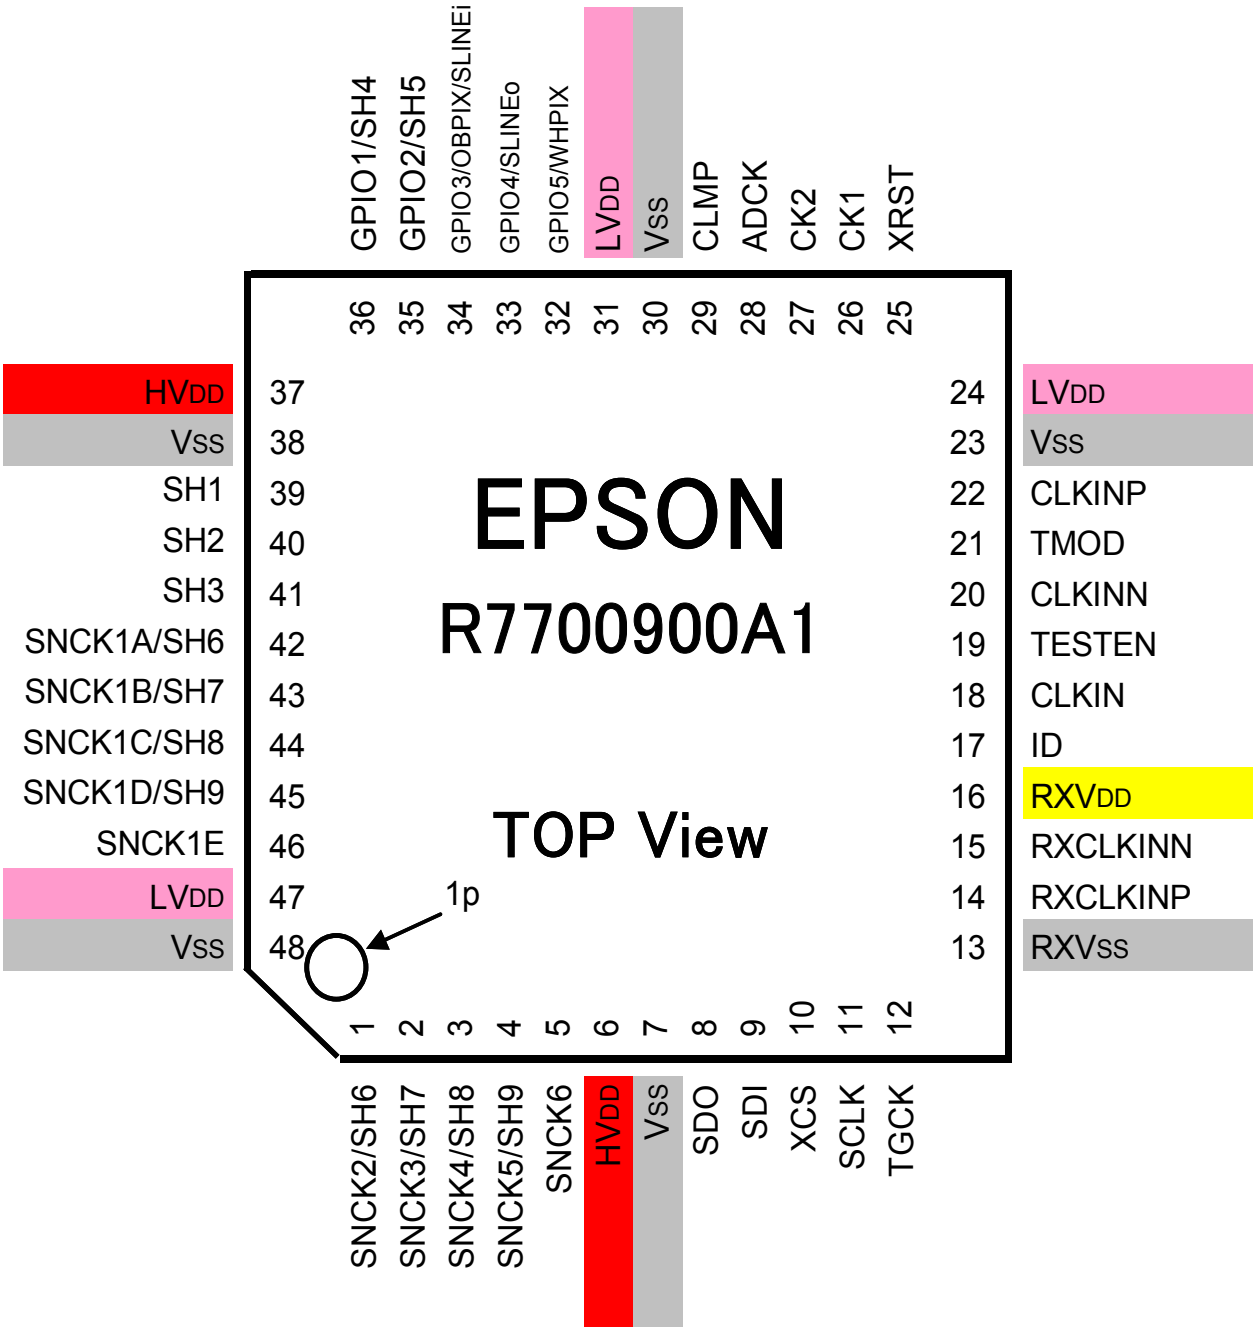 GPIO1/SH4
GPIO2/SH5
GPIO3/OBPIX/SLINEi
GPIO4/SLINEo
GPIO5/WHPIX
LVDD
VSS
CLMP
ADCK
CK2
CK1
XRST
36
35
34
33
32
31
30
29
28
27
26
25
HVDD 37
VSS 38
SH1 39
SH2 40
SH3 41
SNCK1A/SH6 42
SNCK1B/SH7 43
SNCK1C/SH8 44
SNCK1D/SH9 45
SNCK1E 46
LVDD 47
VSS 48
EPSON
R7700900A1
TOP View
1p
24 LVDD
23 VSS
22 CLKINP
21 TMOD
20 CLKINN
19 TESTEN
18 CLKIN
17 ID
16 RXVDD
15 RXCLKINN
14 RXCLKINP
13 RXVSS
1
2
3
4
5
6
7
8
9
10
11
12
SNCK2/SH6
SNCK3/SH7
SNCK4/SH8
SNCK5/SH9
SNCK6
HVDD
VSS
SDO
SDI
XCS
SCLK
TGCK